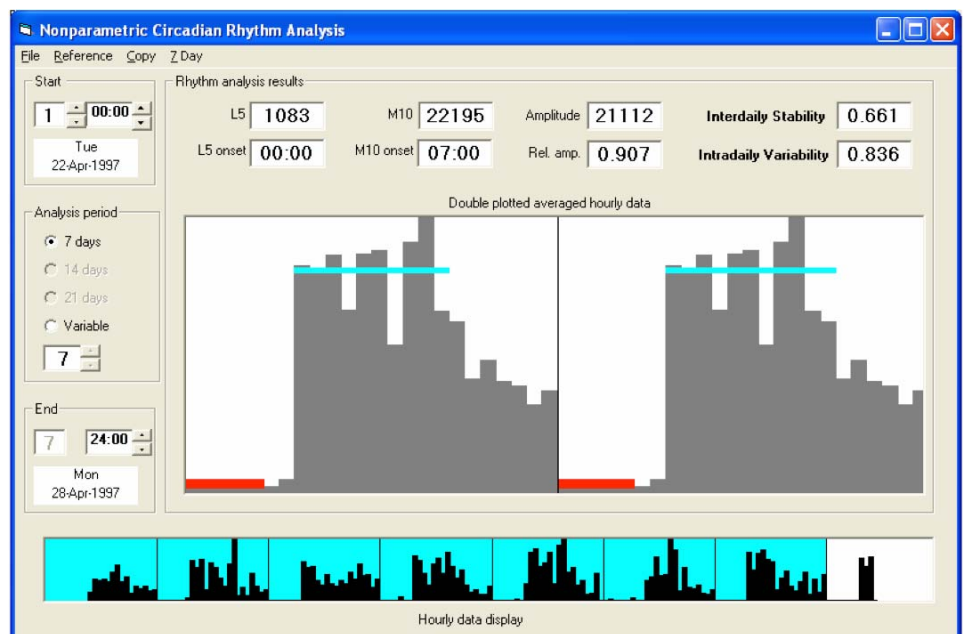 Nonparametric Circadian Rhythm Analysis
File Reference Copy 7 Day
Start
1 00:00
Tue
22-Apr-1997
Analysis period
7 days
14 days
21 days
Variable
7
End
7 24:00
Mon
28-Apr-1997
Rhythm analysis results
L5 1083 M10 22195 Amplitude 21112 Interdaily Stability 0.661
L5 onset 00:00 M10 onset 07:00 Rel. amp. 0.907 Intradaily Variability 0.836
Double plotted averaged hourly data
Hourly data display